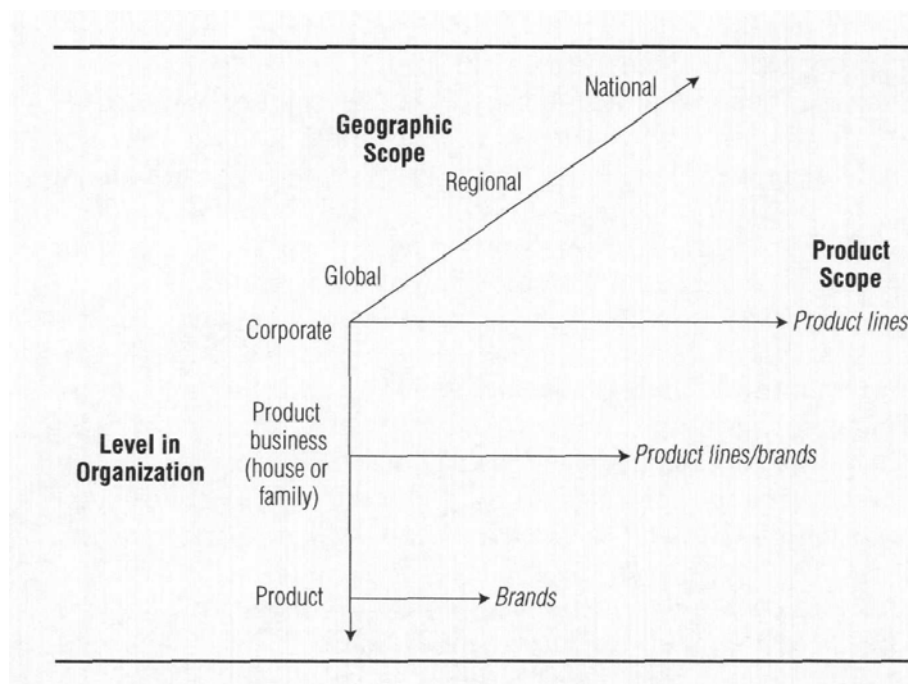 National
Geographic
Scope
Regional
Product
Scope
Global
Corporate
Product lines
Product
business
(house or
family)
Level in
Organization
Product lines/brands
Product
Brands